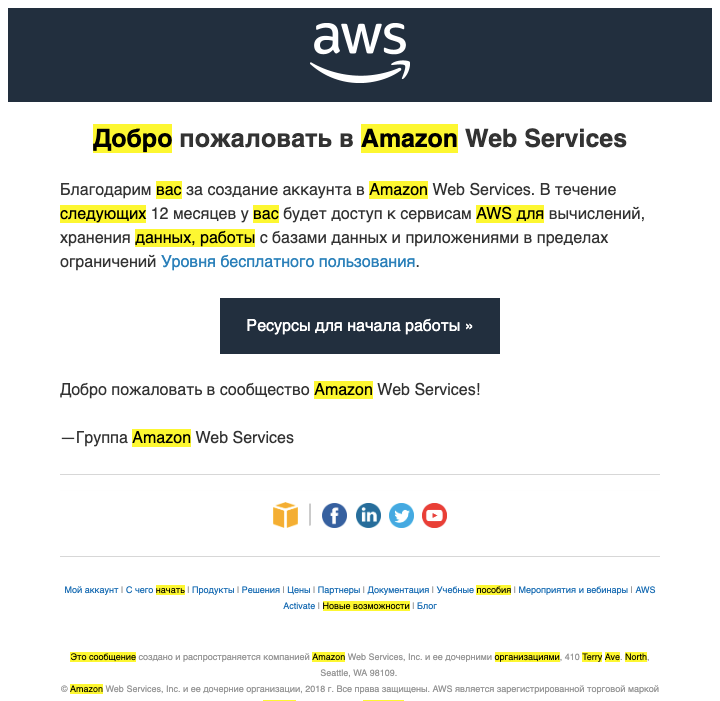 aws
Добро пожаловать в Amazon Web Services
Благодарим вас за создание аккаунта в Amazon Web Services. В течение
следующих 12 месяцев у вас будет доступ к сервисам AWS для вычислений,
хранения данных, работы с базами данных и приложениями в пределах
ограничений Уровня бесплатного пользования.
Ресурсы для начала работы »
Добро пожаловать в сообщество Amazon Web Services!
—Группа Amazon Web Services
Мой аккаунт | С чего начать | Продукты | Решения | Цены | Партнеры | Документация | Учебные пособия | Мероприятия и вебинары | AWS
Activate | Новые возможности | Блог
Это сообщение создано и распространяется компанией Amazon Web Services, Inc. и ее дочерними организациями, 410 Terry Ave. North,
Seattle, WA 98109.
© Amazon Web Services, Inc. и ее дочерние организации, 2018 г. Все права защищены. AWS является зарегистрированной торговой маркой